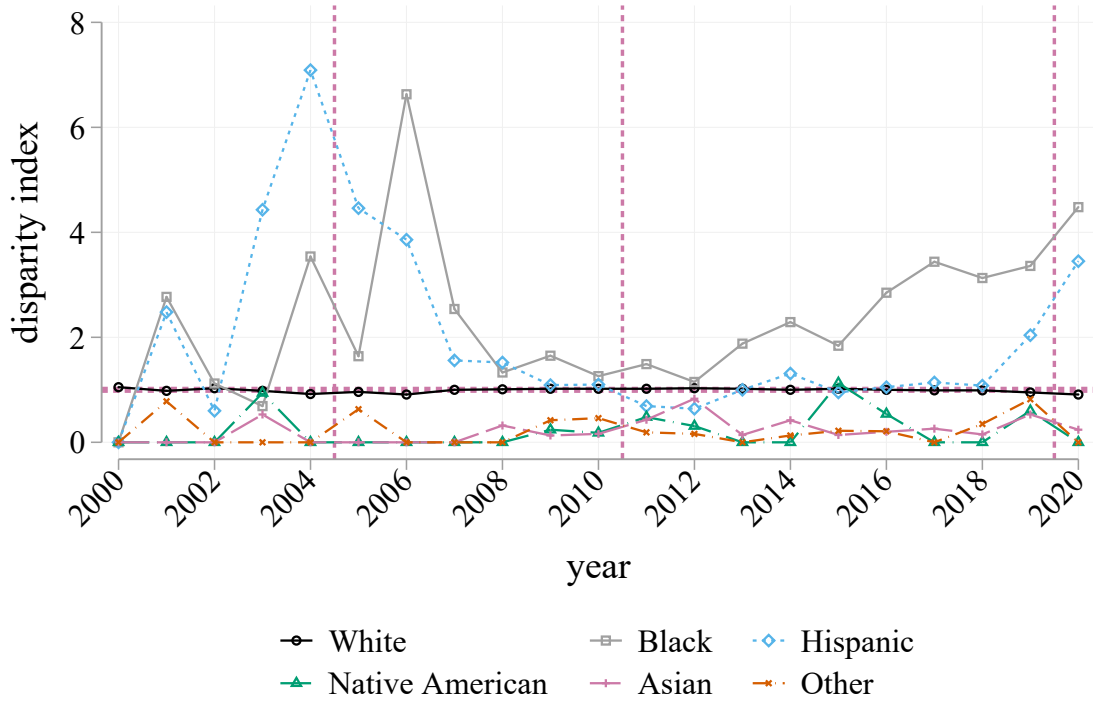 disparity index
8
6
4
2
0
2000 2002 2004 2006 2008 2010 2012 2014 2016 2018 2020
year
White Black Hispanic
Native American Asian Other